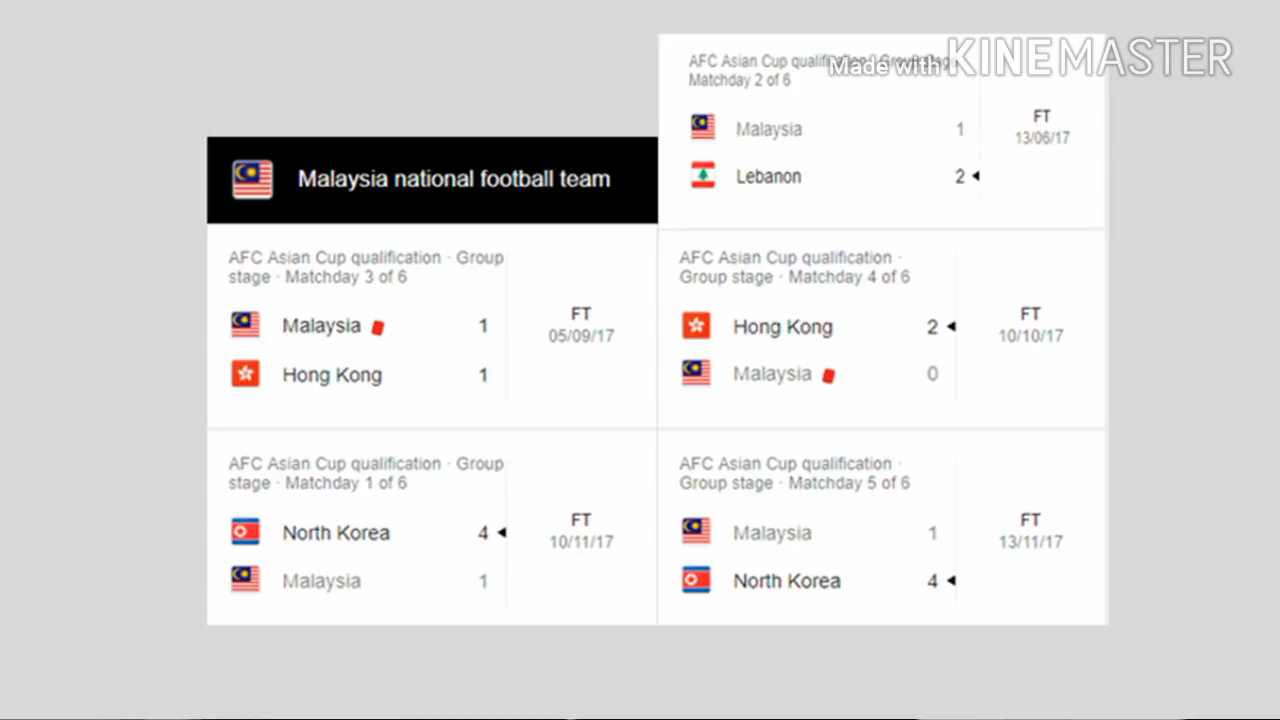 AFC Asian Cup qualification · Group Stage
Matchday 2 of 6
Made with KINEMASTER
Malaysia 1
Lebanon 2
FT
13/06/17
Malaysia national football team
AFC Asian Cup qualification · Group
stage · Matchday 3 of 6
Malaysia 1
Hong Kong 1
FT
05/09/17
AFC Asian Cup qualification ·
Group stage · Matchday 4 of 6
Hong Kong 2
Malaysia 0
FT
10/10/17
AFC Asian Cup qualification · Group
stage · Matchday 1 of 6
North Korea 4
Malaysia 1
FT
10/11/17
AFC Asian Cup qualification ·
Group stage · Matchday 5 of 6
Malaysia 1
North Korea 4
FT
13/11/17